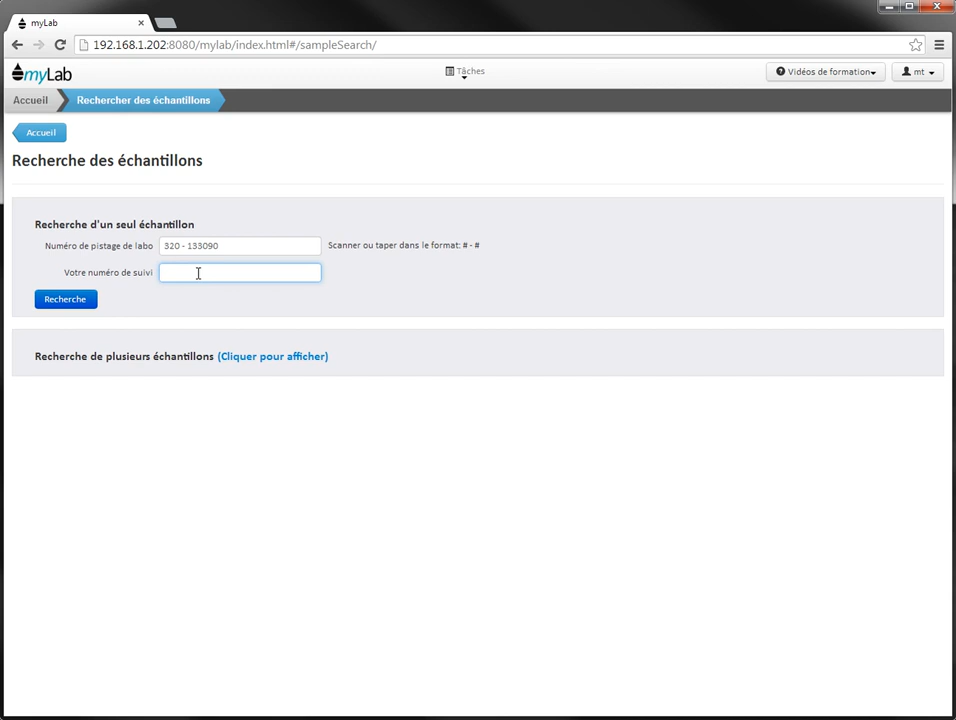 myLab
192.168.1.202:8080/mylab/index.html#/sampleSearch/
myLab
Tâches
Vidéos de formation
mt
Accueil
Rechercher des échantillons
Accueil
Recherche des échantillons
Recherche d'un seul échantillon
Numéro de pistage de labo 320 - 133090 Scanner ou taper dans le format: # - #
Votre numéro de suivi
Recherche
Recherche de plusieurs échantillons (Cliquer pour afficher)